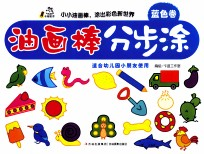 小小油画棒，涂出彩色新世界
蓝色卷
油画棒分步涂
适合幼儿园小朋友使用